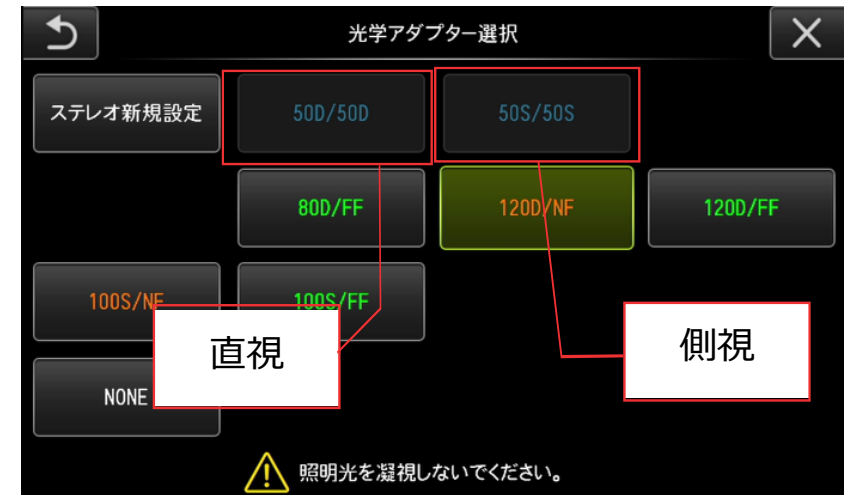 光学アダプター選択
ステレオ新規設定
50D/50D
50S/50S
80D/FF
120D/NF
120D/FF
100S/NF
100S/FF
直視
側視
NONE
照明光を凝視しないでください。